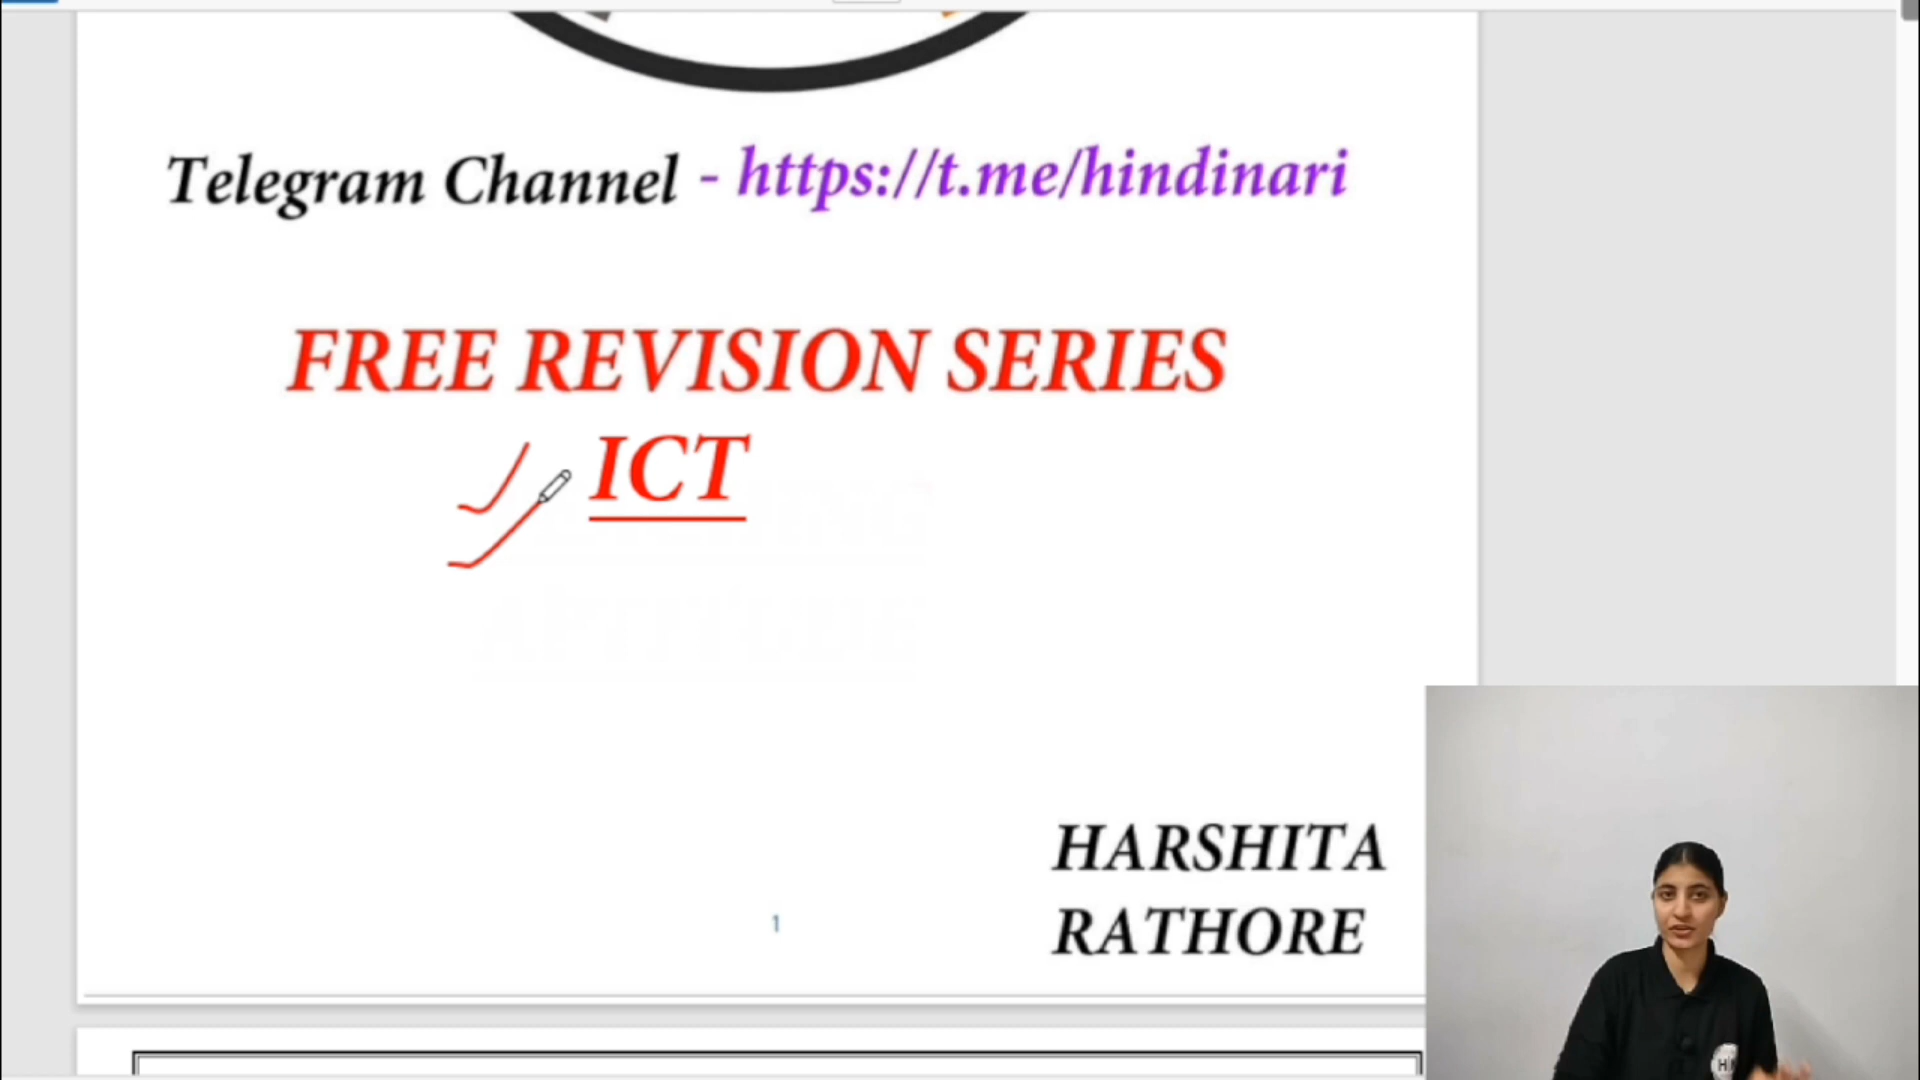 Telegram Channel - https://t.me/hindinari
FREE REVISION SERIES
ICT
HARSHITA
RATHORE
1